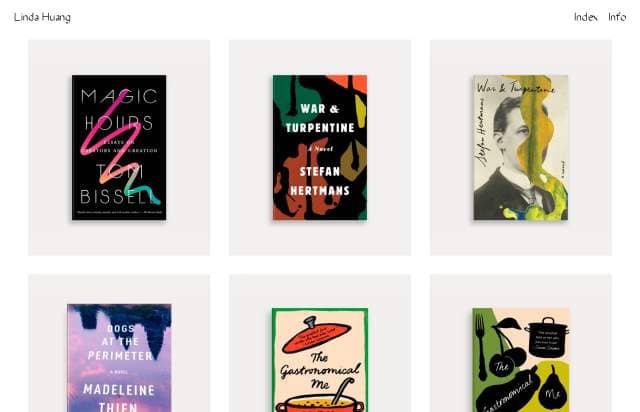 Linda Huang
Index Info
MAGIC
HOURS
ESSAYS ON
CREATORS AND CREATION
TOM
BISSELL
WAR &
TURPENTINE
A Novel
STEFAN
HERTMANS
War & Turpentine
Stefan Hertmans
a novel
DOGS
AT THE
PERIMETER
A NOVEL
MADELEINE
THIEN
The
Gastronomical
Me
The
Gastronomical
Me